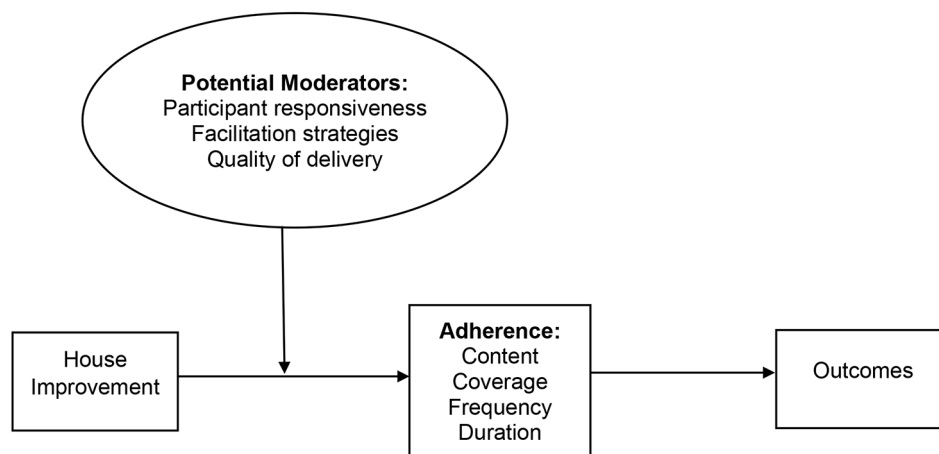 Potential Moderators:
Participant responsiveness
Facilitation strategies
Quality of delivery
House
Improvement
Adherence:
Content
Coverage
Frequency
Duration
Outcomes